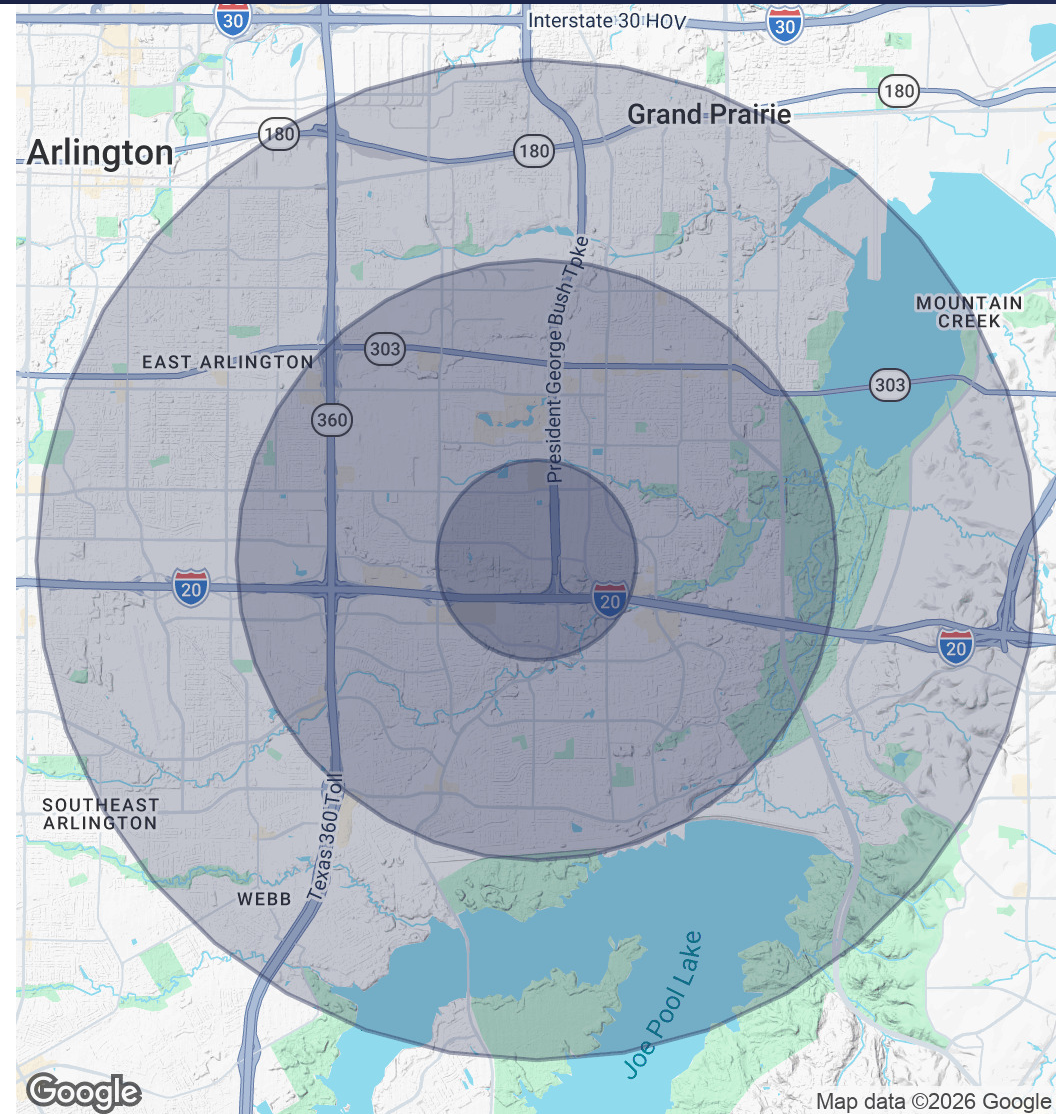 30
Interstate 30 HOV
30
180
Grand Prairie
180
Arlington
180
President George Bush Tpke
MOUNTAIN
CREEK
EAST ARLINGTON
303
303
360
20
20
20
SOUTHEAST
ARLINGTON
Texas 360 Toll
WEBB
Joe Pool Lake
Google
Map data ©2026 Google